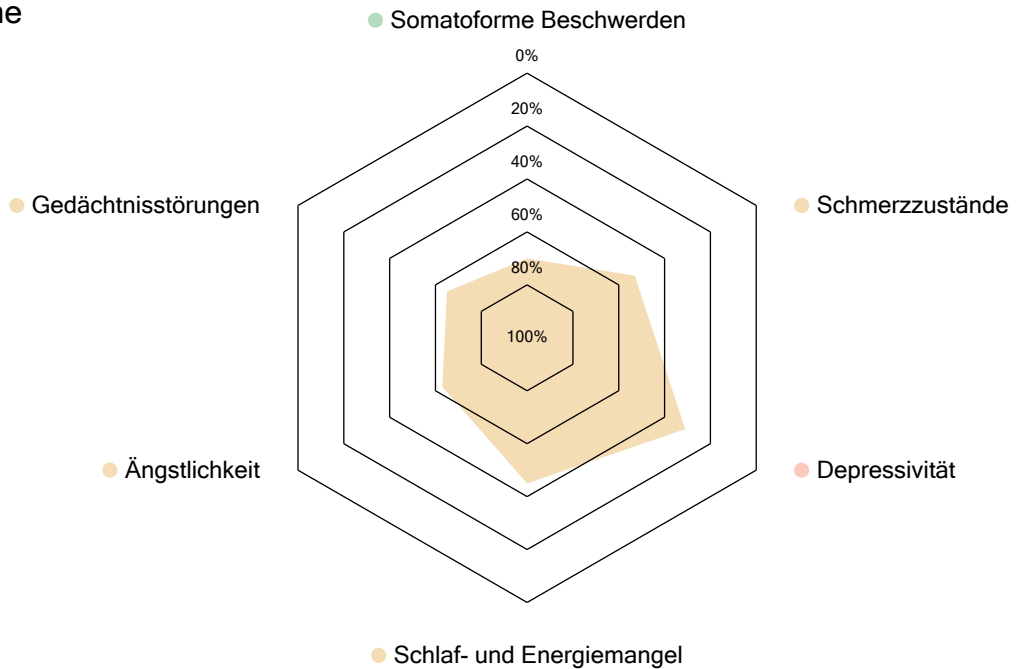 Somatoforme Beschwerden
0%
20%
40%
Gedächtnisstörungen
Schmerzzustände
60%
80%
100%
Ängstlichkeit
Depressivität
Schlaf- und Energiemangel